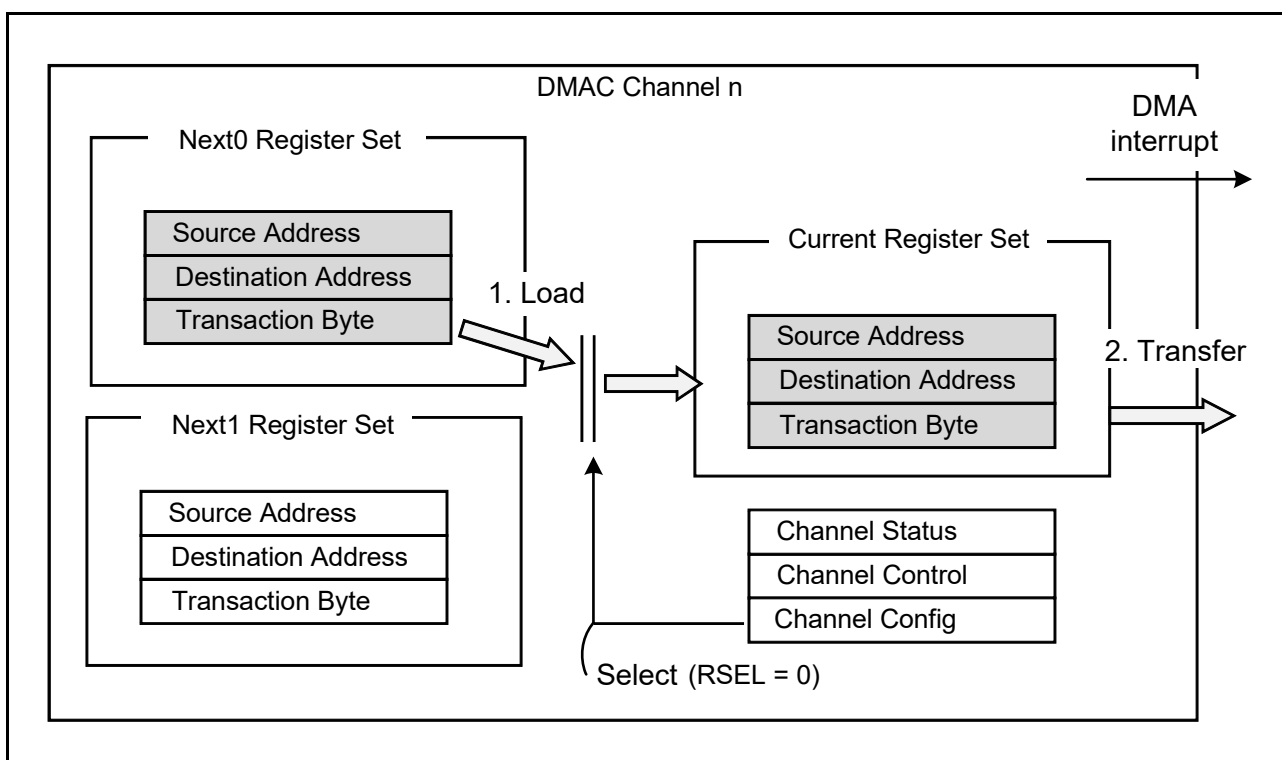 DMAC Channel n
DMA
interrupt
Next0 Register Set
Source Address
Destination Address
Transaction Byte
1. Load
Current Register Set
Source Address
Destination Address
Transaction Byte
2. Transfer
Next1 Register Set
Source Address
Destination Address
Transaction Byte
Channel Status
Channel Control
Channel Config
Select (RSEL = 0)